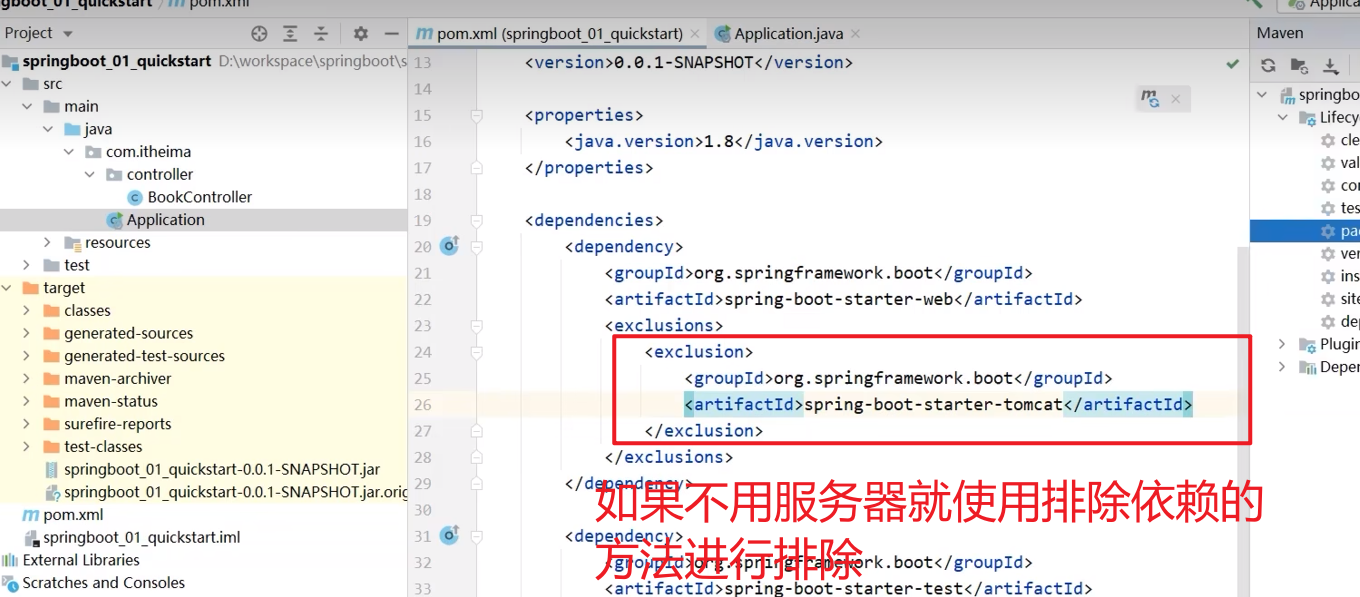 gboot_01_quickstart
pom.xml
Applica
Project
pom.xml (springboot_01_quickstart)
Application.java
Maven
springboot_01_quickstart D:\workspace\springboot\s
src
main
java
com.itheima
controller
BookController
Application
resources
test
target
classes
generated-sources
generated-test-sources
maven-archiver
maven-status
surefire-reports
test-classes
springboot_01_quickstart-0.0.1-SNAPSHOT.jar
springboot_01_quickstart-0.0.1-SNAPSHOT.jar.orig
pom.xml
springboot_01_quickstart.iml
External Libraries
Scratches and Consoles
13 <version>0.0.1-SNAPSHOT</version>
14
15 <properties>
16 <java.version>1.8</java.version>
17 </properties>
18
19 <dependencies>
20 <dependency>
21 <groupId>org.springframework.boot</groupId>
22 <artifactId>spring-boot-starter-web</artifactId>
23 <exclusions>
24 <exclusion>
25 <groupId>org.springframework.boot</groupId>
26 <artifactId>spring-boot-starter-tomcat</artifactId>
27 </exclusion>
28 </exclusions>
29 </dependency>
30
31 <dependency>
32 <groupId>org.springframework.boot</groupId>
33 <artifactId>spring-boot-starter-test</artifactId>
如果不用服务器就使用排除依赖的
方法进行排除
springbo
Lifecy
cle
val
cor
tes
pac
ver
ins
site
dep
Plugin
Depen